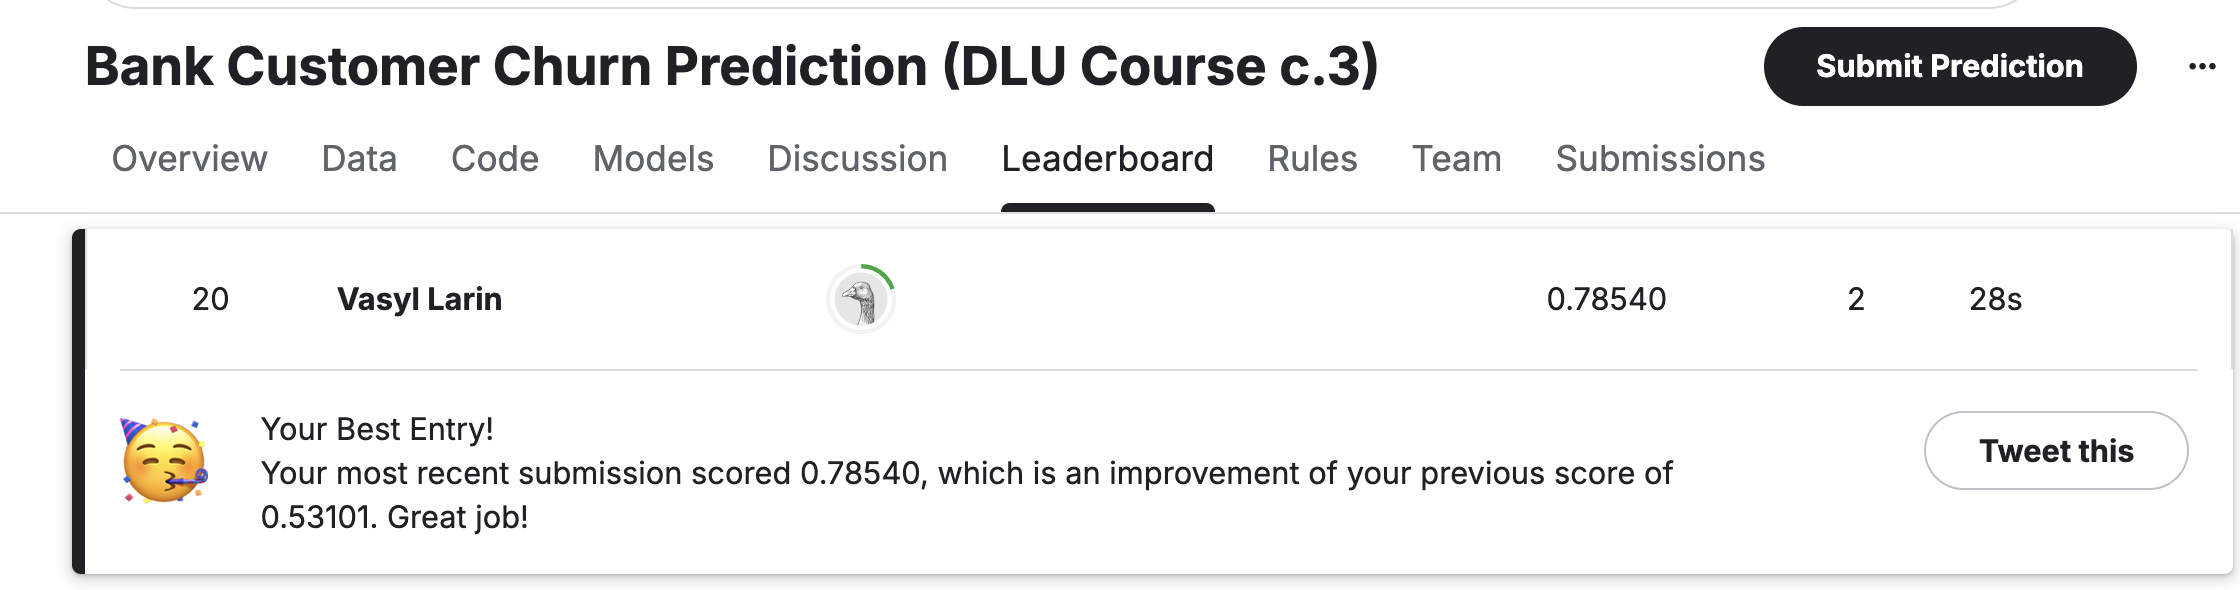 Bank Customer Churn Prediction (DLU Course c.3)
Submit Prediction
Overview Data Code Models Discussion Leaderboard Rules Team Submissions
20 Vasyl Larin 0.78540 2 28s
Your Best Entry!
Your most recent submission scored 0.78540, which is an improvement of your previous score of
0.53101. Great job!
Tweet this